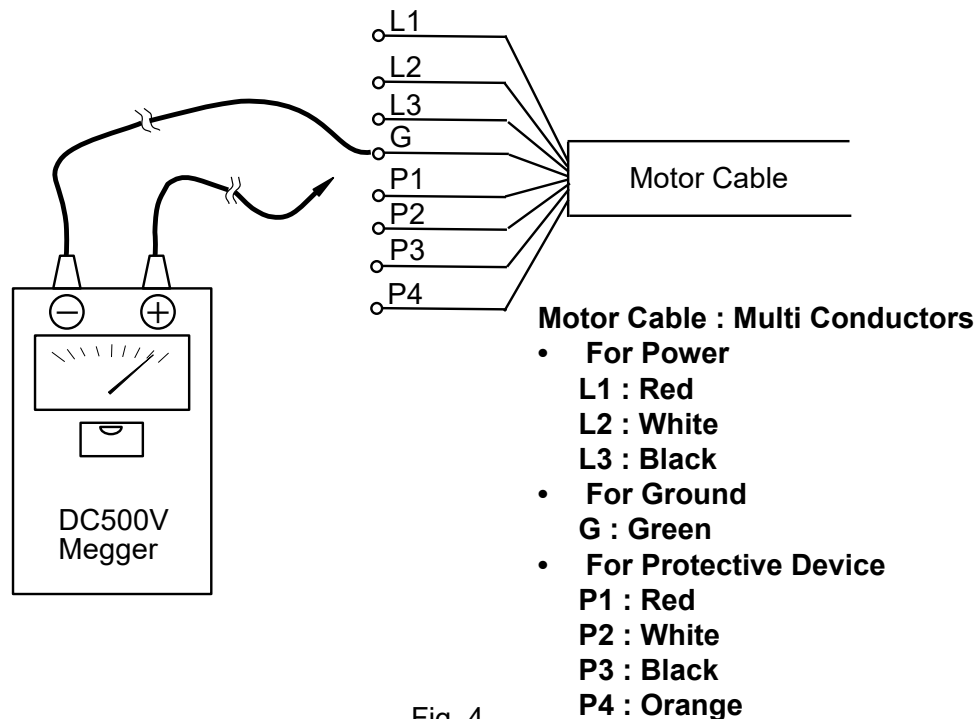 L1
L2
L3
G
P1
P2
P3
P4
Motor Cable
DC500V
Megger
Motor Cable : Multi Conductors
• For Power
L1 : Red
L2 : White
L3 : Black
• For Ground
G : Green
• For Protective Device
P1 : Red
P2 : White
P3 : Black
P4 : Orange
Fig. 4